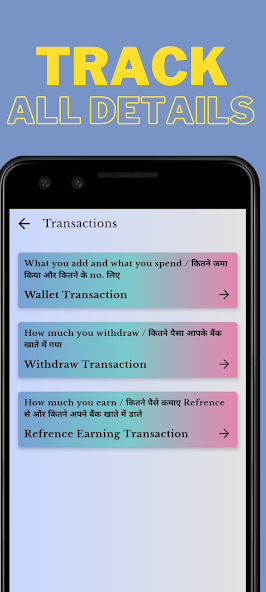 TRACK
ALL DETAILS
Transactions
What you add and what you spend / कितने जमा
किया और कितने के no. लिए
Wallet Transaction
How much you withdraw / कितने पैसा आपके बैंक
खाते में गया
Withdraw Transaction
How much you earn / कितने पैसे कमाए Refrence
से और कितने अपने बैंक खाते में डाले
Refrence Earning Transaction